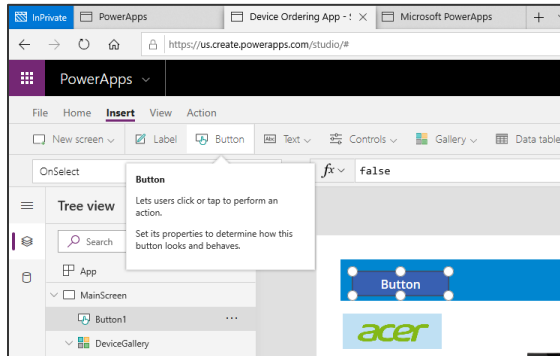 InPrivate PowerApps Device Ordering App - S Microsoft PowerApps
https://us.create.powerapps.com/studio/#
PowerApps
File Home Insert View Action
New screen Label Button Abc Text Controls Gallery Data table
OnSelect fx false
Button
Lets users click or tap to perform an
action.
Set its properties to determine how this
button looks and behaves.
Tree view
Search
App
MainScreen
Button1 ...
DeviceGallery
Button
acer